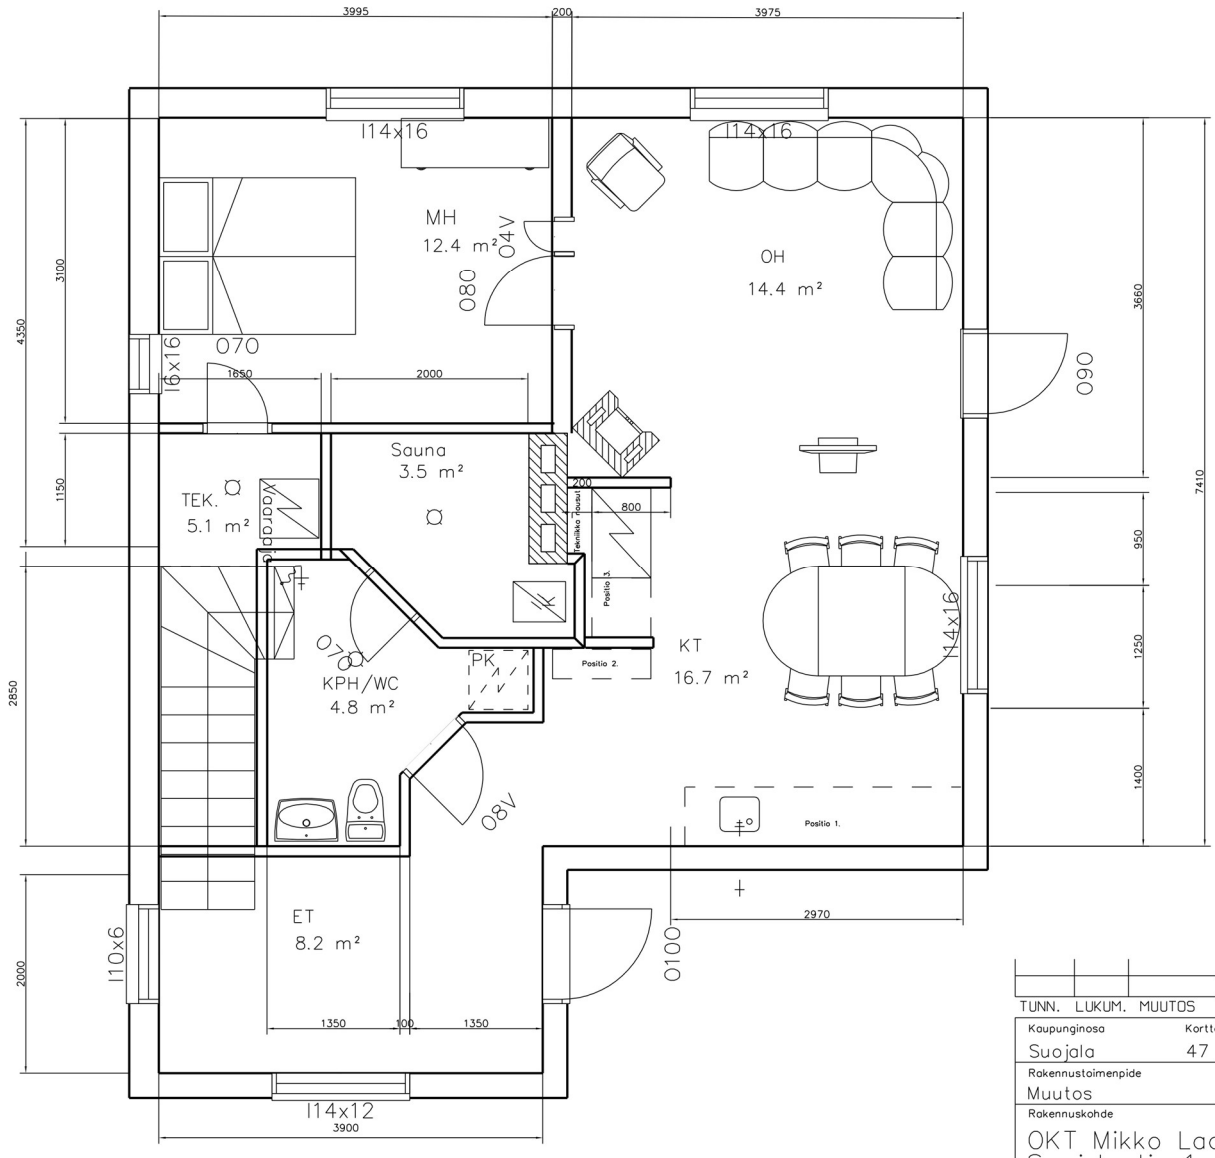 3995
200
3975
I14x16
I14x16
MH
12.4 m²
04V
080
OH
14.4 m²
3100
4350
3660
7410
I6x16
070
1650
2000
090
Sauna
3.5 m²
1150
TEK.
5.1 m²
200
800
Tekniikka nousut
950
Positio 3.
070
KPH/WC
4.8 m²
PK
Positio 2.
KT
16.7 m²
I14x16
1250
2850
1400
08V
Positio 1.
2970
ET
8.2 m²
I10x6
0100
2000
1350
100
1350
I14x12
3900
TUNN. LUKUM. MUUTOS
Kaupunginosa
Suojala
47
Rakennustoimenpide
Muutos
Rakennuskohde
OKT Mikko